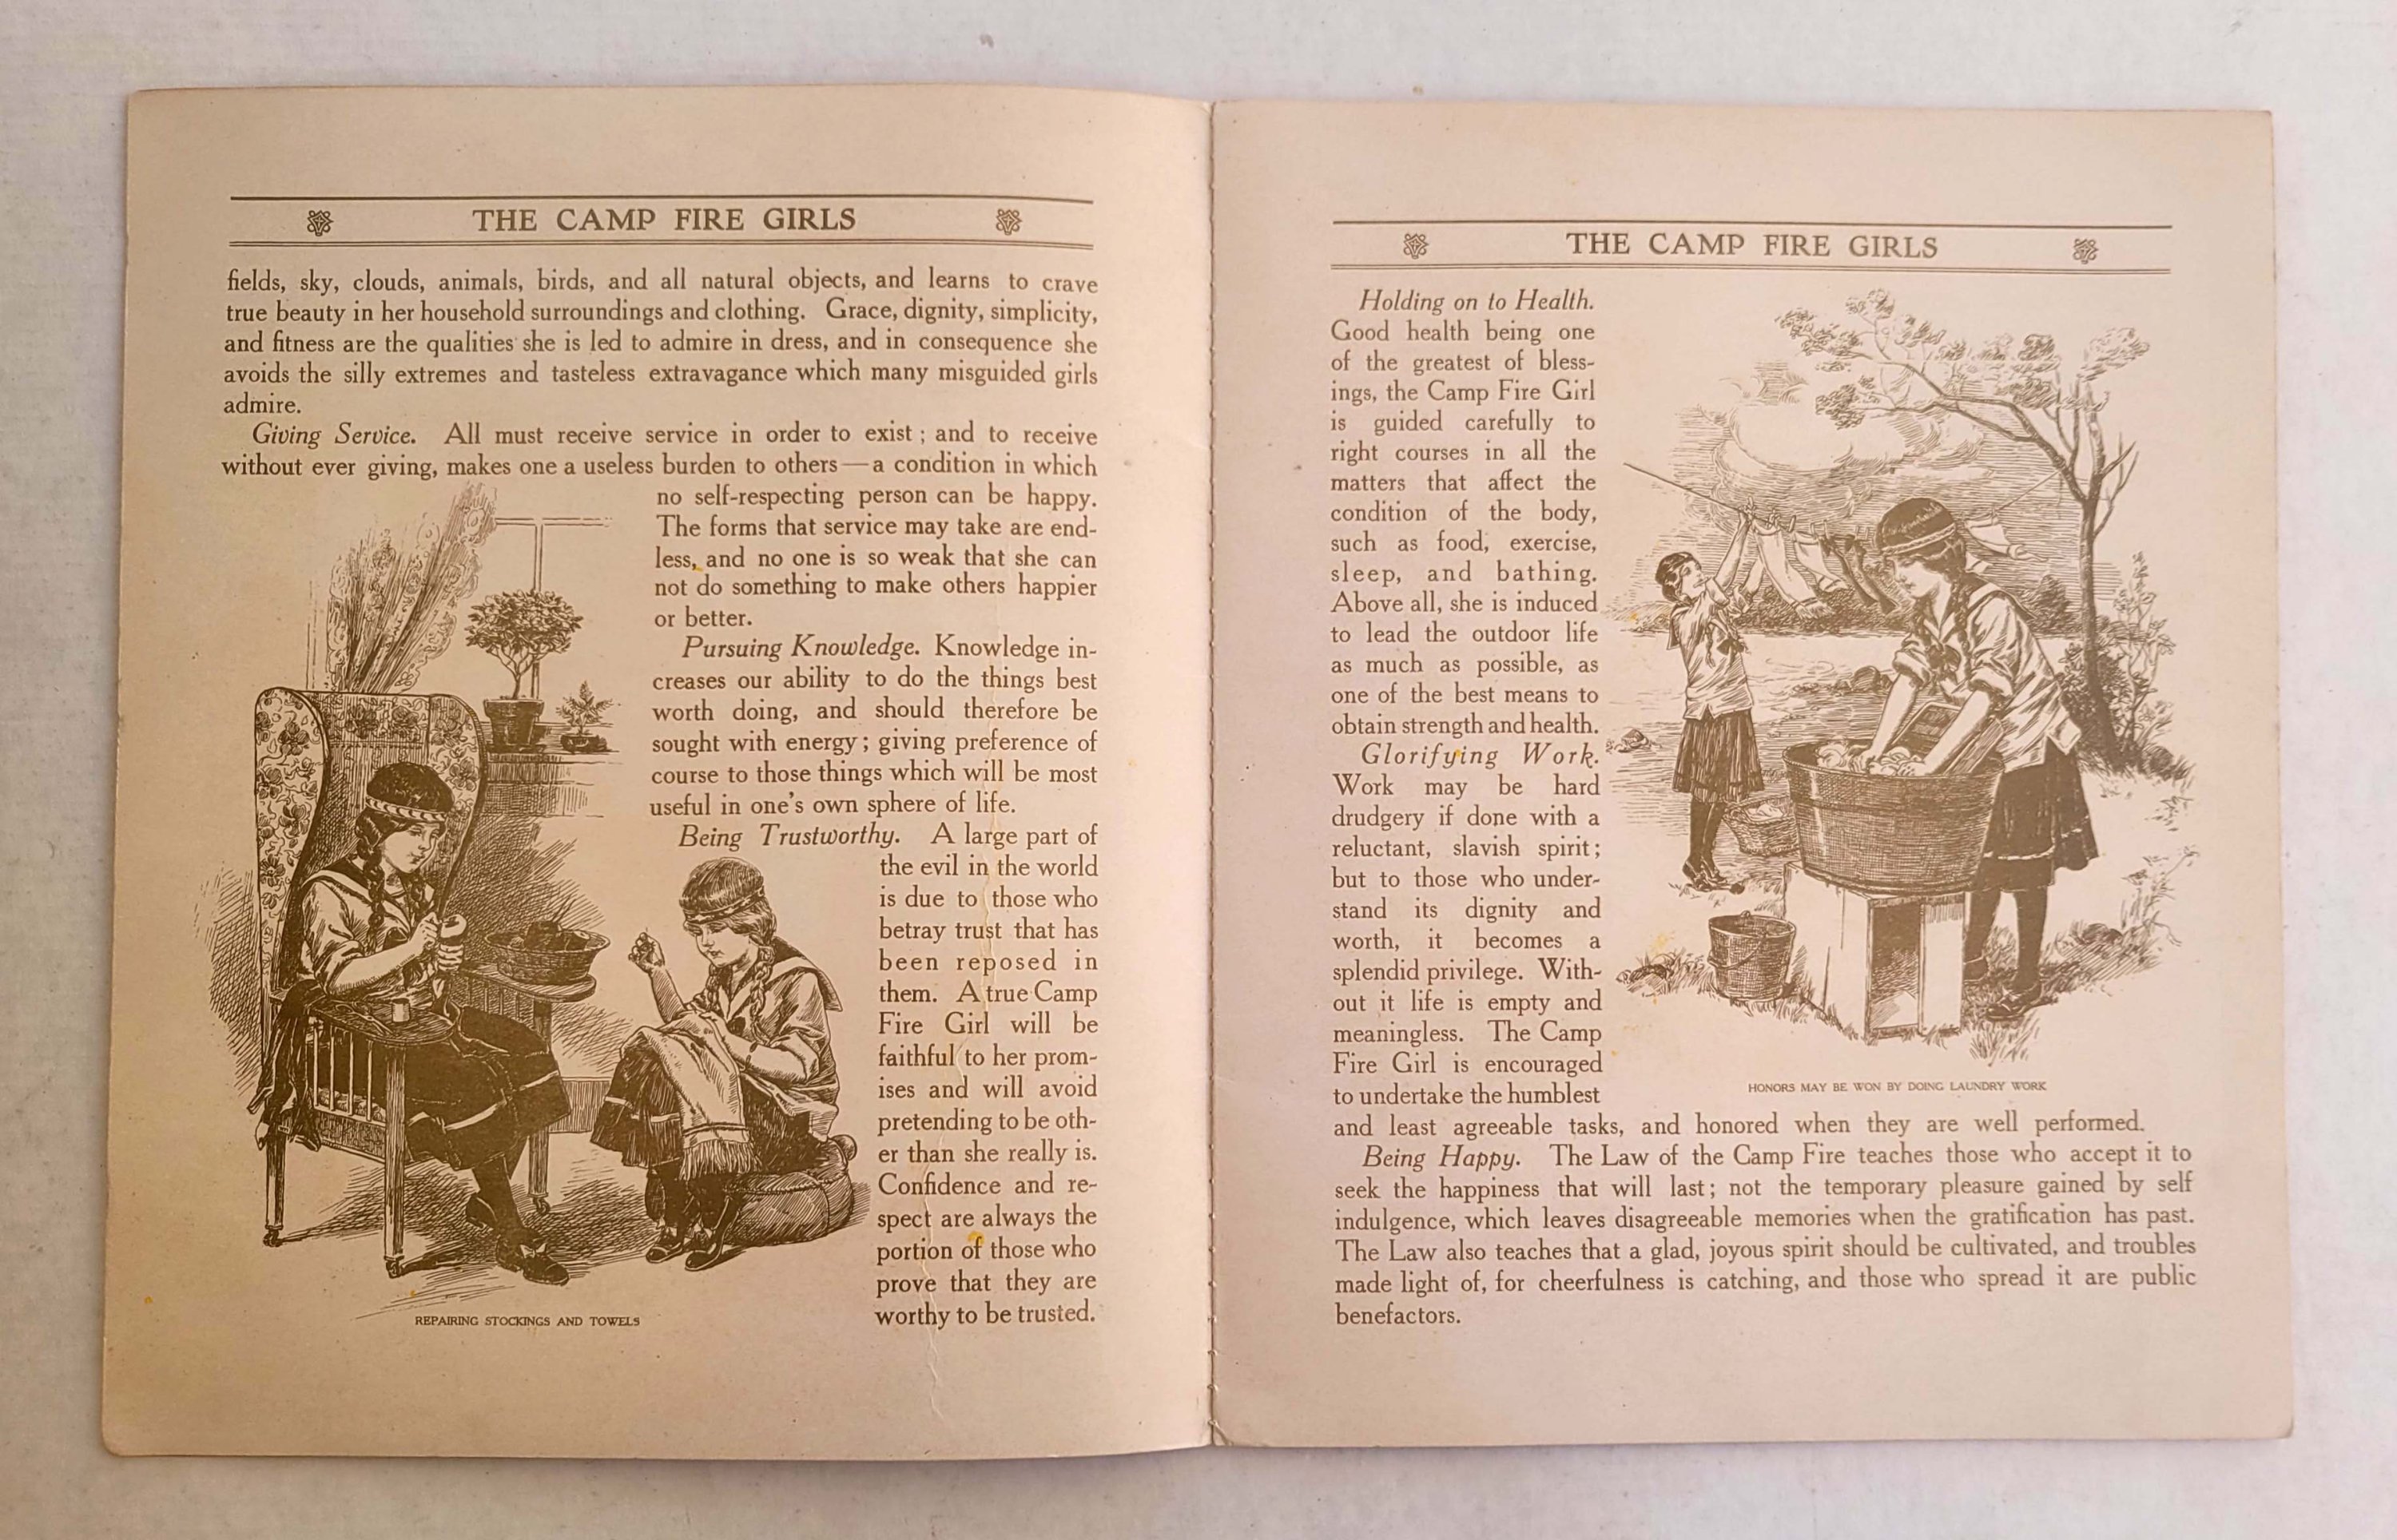 THE CAMP FIRE GIRLS
fields, sky, clouds, animals, birds, and all natural objects, and learns to crave
true beauty in her household surroundings and clothing. Grace, dignity, simplicity,
and fitness are the qualities she is led to admire in dress, and in consequence she
avoids the silly extremes and tasteless extravagance which many misguided girls
admire.
Giving Service. All must receive service in order to exist; and to receive
without ever giving, makes one a useless burden to others—a condition in which
no self-respecting person can be happy.
The forms that service may take are end-
less, and no one is so weak that she can
not do something to make others happier
or better.
Pursuing Knowledge. Knowledge in-
creases our ability to do the things best
worth doing, and should therefore be
sought with energy; giving preference of
course to those things which will be most
useful in one's own sphere of life.
Being Trustworthy. A large part of
the evil in the world
is due to those who
betray trust that has
been reposed in
them. A true Camp
Fire Girl will be
faithful to her prom-
ises and will avoid
pretending to be oth-
er than she really is.
Confidence and re-
spect are always the
portion of those who
prove that they are
worthy to be trusted.
REPAIRING STOCKINGS AND TOWELS
THE CAMP FIRE GIRLS
Holding on to Health.
Good health being one
of the greatest of bless-
ings, the Camp Fire Girl
is guided carefully to
right courses in all the
matters that affect the
condition of the body,
such as food, exercise,
sleep, and bathing.
Above all, she is induced
to lead the outdoor life
as much as possible, as
one of the best means to
obtain strength and health.
Glorifying Work.
Work may be hard
drudgery if done with a
reluctant, slavish spirit;
but to those who under-
stand its dignity and
worth, it becomes a
splendid privilege. With-
out it life is empty and
meaningless. The Camp
Fire Girl is encouraged
to undertake the humblest
and least agreeable tasks, and honored when they are well performed.
Being Happy. The Law of the Camp Fire teaches those who accept it to
seek the happiness that will last; not the temporary pleasure gained by self
indulgence, which leaves disagreeable memories when the gratification has past.
The Law also teaches that a glad, joyous spirit should be cultivated, and troubles
made light of, for cheerfulness is catching, and those who spread it are public
benefactors.
HONORS MAY BE WON BY DOING LAUNDRY WORK